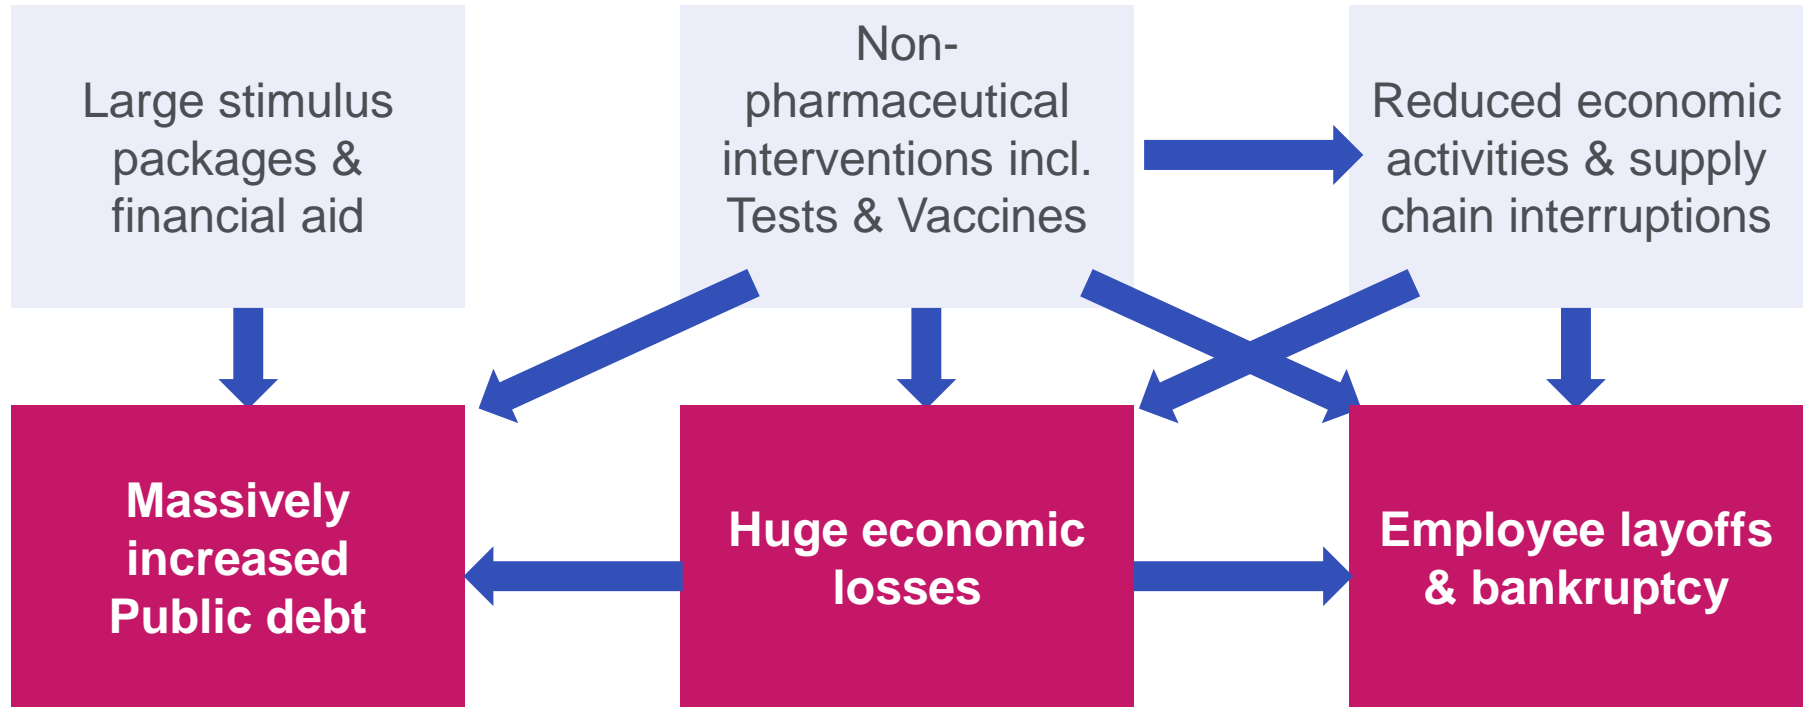 Large stimulus
packages &
financial aid
Non-
pharmaceutical
interventions incl.
Tests & Vaccines
Reduced economic
activities & supply
chain interruptions
Massively
increased
Public debt
Huge economic
losses
Employee layoffs
& bankruptcy